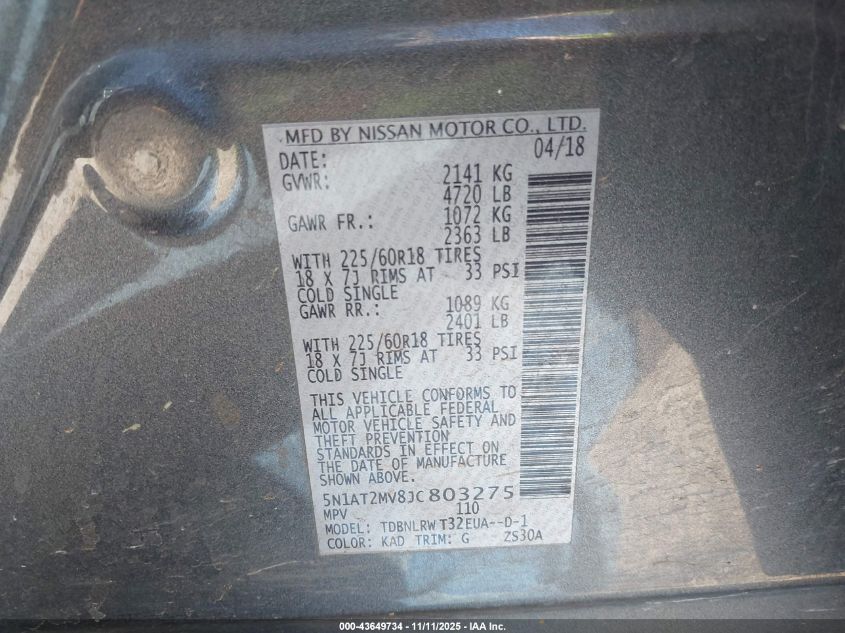 MFD BY NISSAN MOTOR CO., LTD.
DATE: 04/18
GVWR: 2141 KG
4720 LB
GAWR FR.: 1072 KG
2363 LB
WITH 225/60R18 TIRES
18 X 7J RIMS AT 33 PSI
COLD SINGLE
GAWR RR.: 1089 KG
2401 LB
WITH 225/60R18 TIRES
18 X 7J RIMS AT 33 PSI
COLD SINGLE
THIS VEHICLE CONFORMS TO
ALL APPLICABLE FEDERAL
MOTOR VEHICLE SAFETY AND
THEFT PREVENTION
STANDARDS IN EFFECT ON
THE DATE OF MANUFACTURE
SHOWN ABOVE.
5N1AT2MV8JC803275
MPV 110
MODEL: TDBNLRWT32EUA--D-1
COLOR: KAD TRIM: G ZS30A
000-43649734 - 11/11/2025 - IAA Inc.